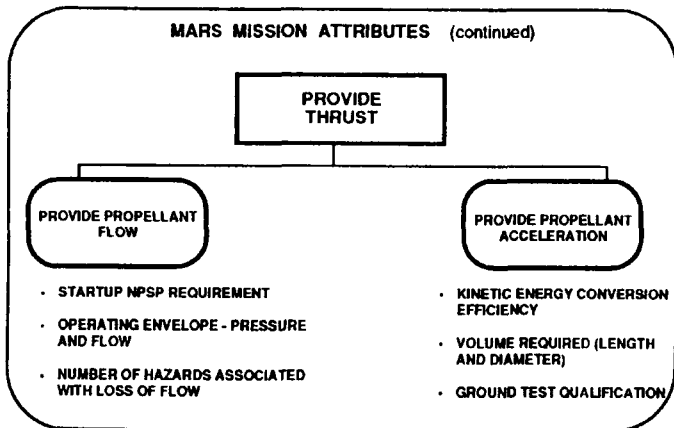 MARS MISSION ATTRIBUTES (continued)
PROVIDE
THRUST
PROVIDE PROPELLANT
FLOW
• STARTUP NPSP REQUIREMENT
• OPERATING ENVELOPE - PRESSURE
AND FLOW
• NUMBER OF HAZARDS ASSOCIATED
WITH LOSS OF FLOW
PROVIDE PROPELLANT
ACCELERATION
• KINETIC ENERGY CONVERSION
EFFICIENCY
• VOLUME REQUIRED (LENGTH
AND DIAMETER)
• GROUND TEST QUALIFICATION